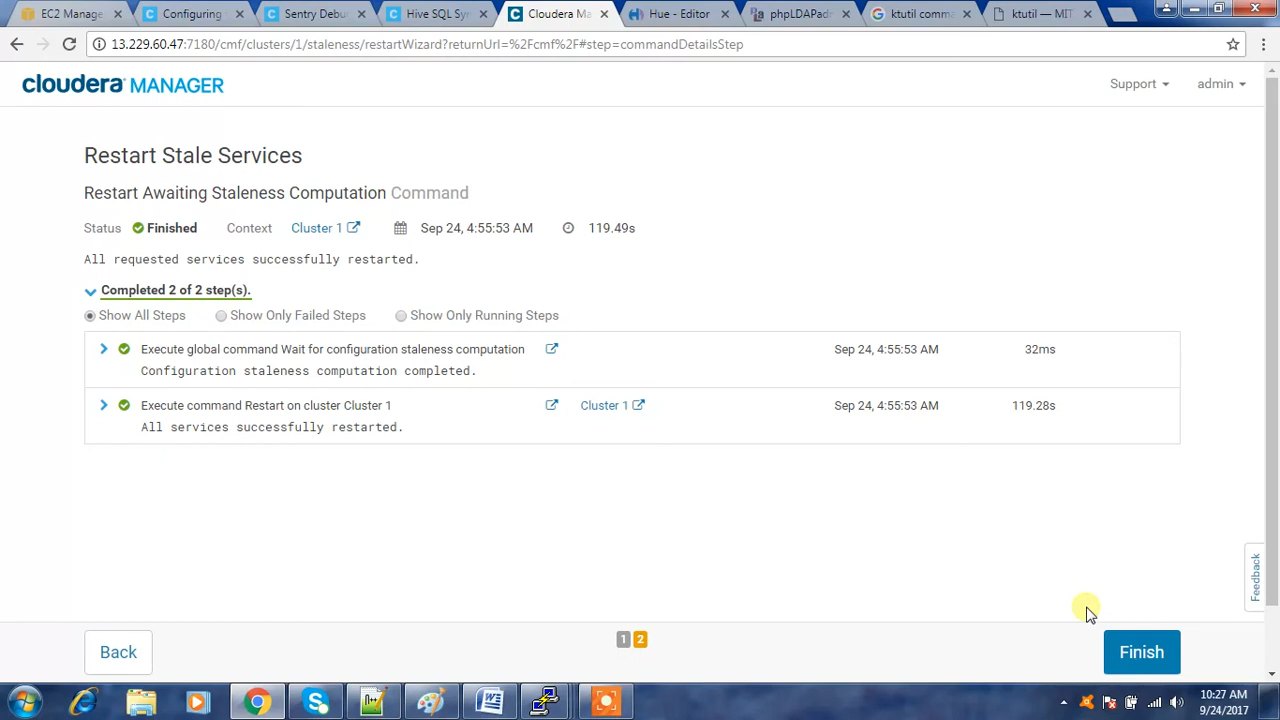 EC2 Manage
Configuring
Sentry Debu
Hive SQL Syn
Cloudera Ma
Hue - Editor
phpLDAPadm
ktutil comma
ktutil — MIT
13.229.60.47:7180/cmf/clusters/1/staleness/restartWizard?returnUrl=%2Fcmf%2F#step=commandDetailsStep
cloudera MANAGER
Support
admin
Restart Stale Services
Restart Awaiting Staleness Computation Command
Status Finished Context Cluster 1 Sep 24, 4:55:53 AM 119.49s
All requested services successfully restarted.
Completed 2 of 2 step(s).
Show All Steps Show Only Failed Steps Show Only Running Steps
Execute global command Wait for configuration staleness computation Sep 24, 4:55:53 AM 32ms
Configuration staleness computation completed.
Execute command Restart on cluster Cluster 1 Cluster 1 Sep 24, 4:55:53 AM 119.28s
All services successfully restarted.
Feedback
Back
1 2
Finish
10:27 AM
9/24/2017